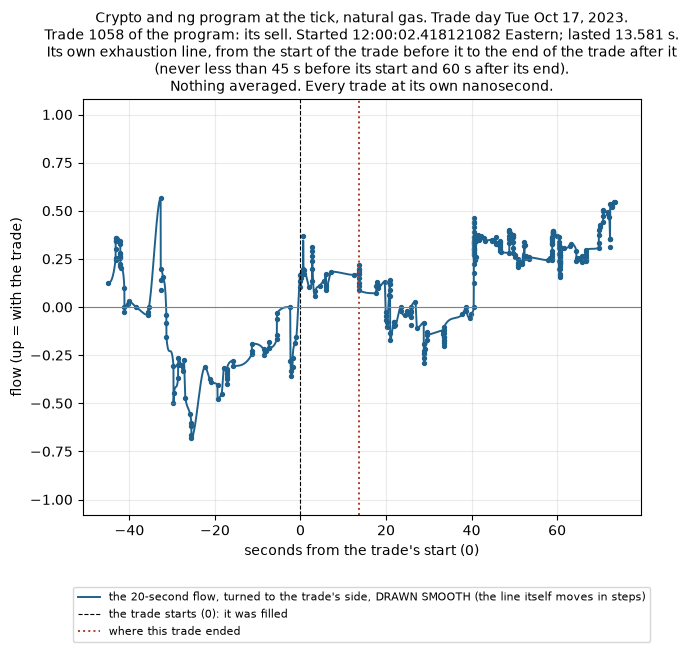 Crypto and ng program at the tick, natural gas. Trade day Tue Oct 17, 2023.
Trade 1058 of the program: its sell. Started 12:00:02.418121082 Eastern; lasted 13.581 s.
Its own exhaustion line, from the start of the trade before it to the end of the trade after it
(never less than 45 s before its start and 60 s after its end).
Nothing averaged. Every trade at its own nanosecond.
1.00
0.75
0.50
0.25
0.00
−0.25
−0.50
−0.75
−1.00
flow (up = with the trade)
−40
−20
0
20
40
60
seconds from the trade's start (0)
the 20-second flow, turned to the trade's side, DRAWN SMOOTH (the line itself moves in steps)
the trade starts (0): it was filled
where this trade ended